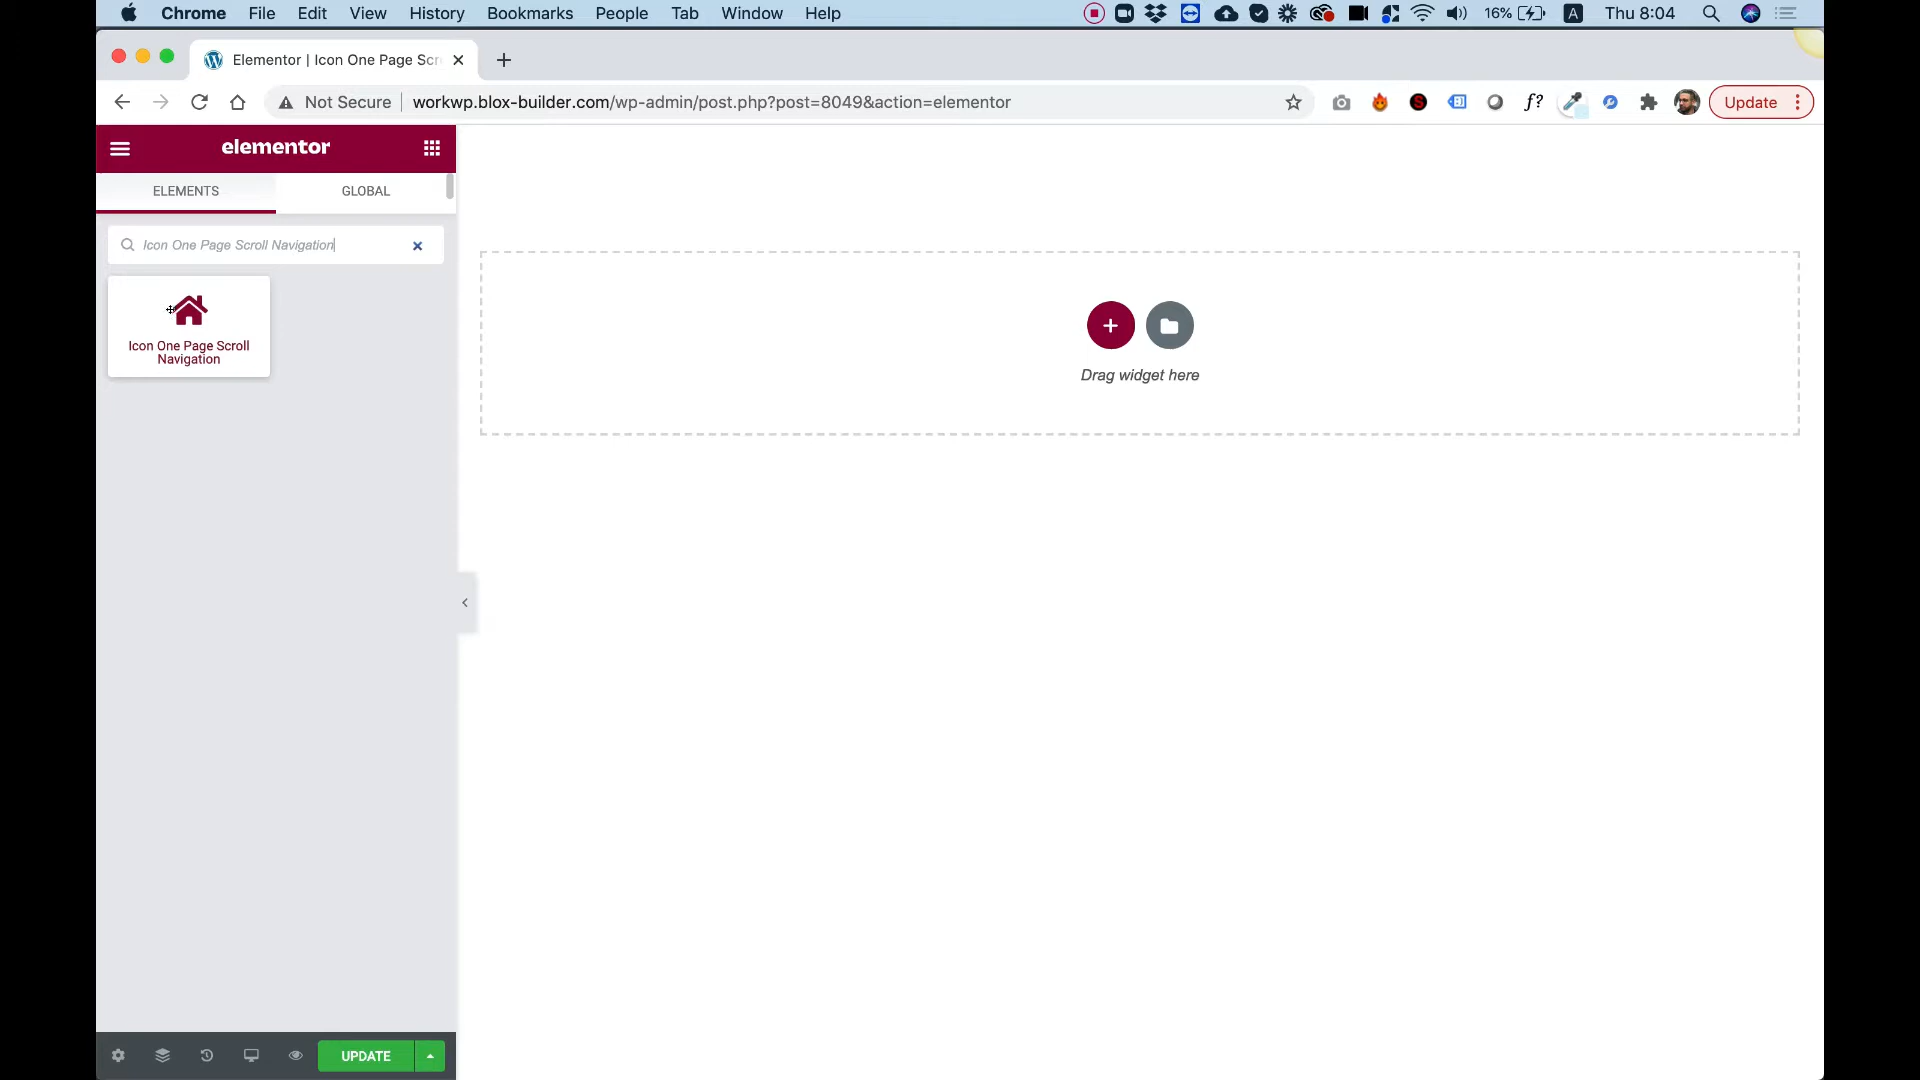 Chrome File Edit View History Bookmarks People Tab Window Help 16% A Thu 8:04
Elementor | Icon One Page Scr
Not Secure workwp.blox-builder.com/wp-admin/post.php?post=8049&action=elementor S f? Update
elementor
ELEMENTS GLOBAL
Icon One Page Scroll Navigation
Icon One Page Scroll
Navigation
Drag widget here
UPDATE